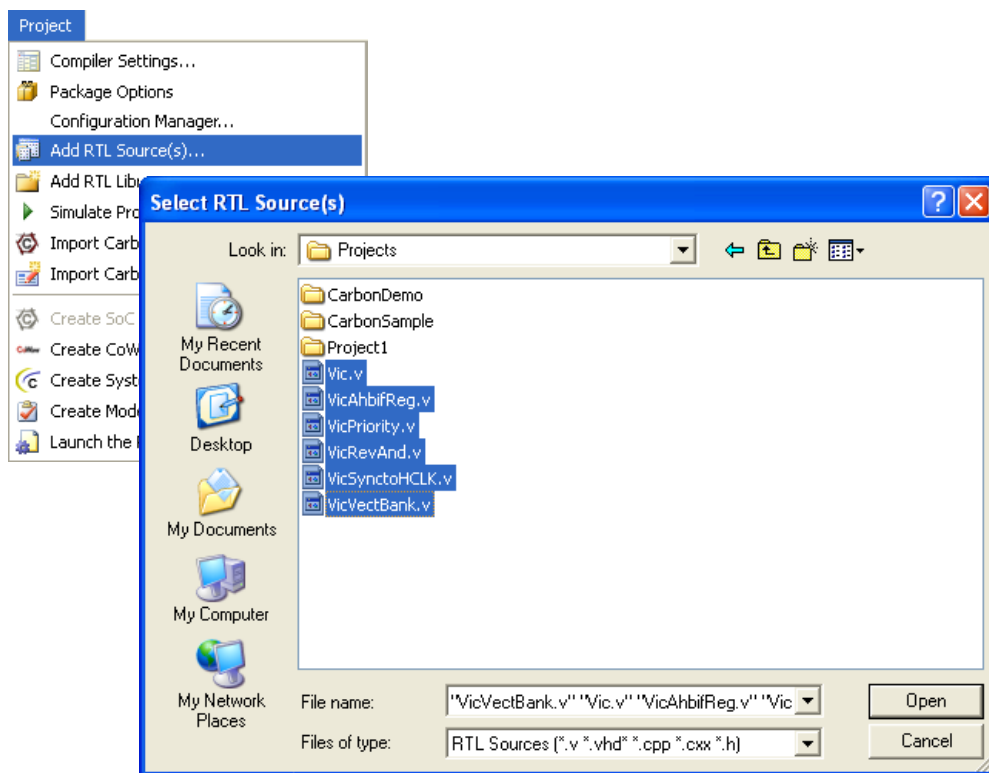 Project
Compiler Settings...
Package Options
Configuration Manager...
Add RTL Source(s)...
Add RTL Lib
Simulate Pro
Import Carb
Import Carb
Create SoC
Create CoW
Create Syst
Create Mod
Launch the
Select RTL Source(s)
Look in:
Projects
My Recent
Documents
Desktop
My Documents
My Computer
My Network
Places
CarbonDemo
CarbonSample
Project1
Vic.v
VicAhbifReg.v
VicPriority.v
VicRevAnd.v
VicSynctoHCLK.v
VicVectBank.v
File name:
"VicVectBank.v" "Vic.v" "VicAhbifReg.v" "Vic
Open
Files of type:
RTL Sources (*.v *.vhd* *.cpp *.cxx *.h)
Cancel